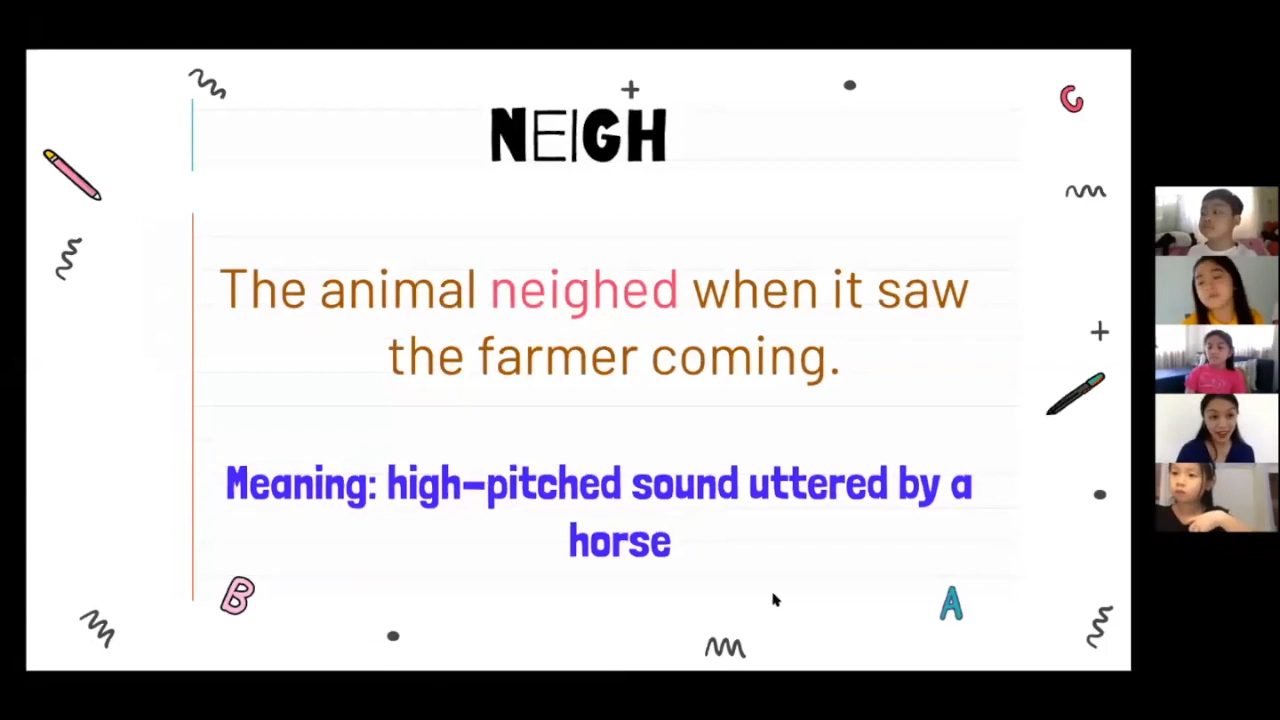 C
NEIGH
The animal neighed when it saw
the farmer coming.
Meaning: high-pitched sound uttered by a
horse
B
A